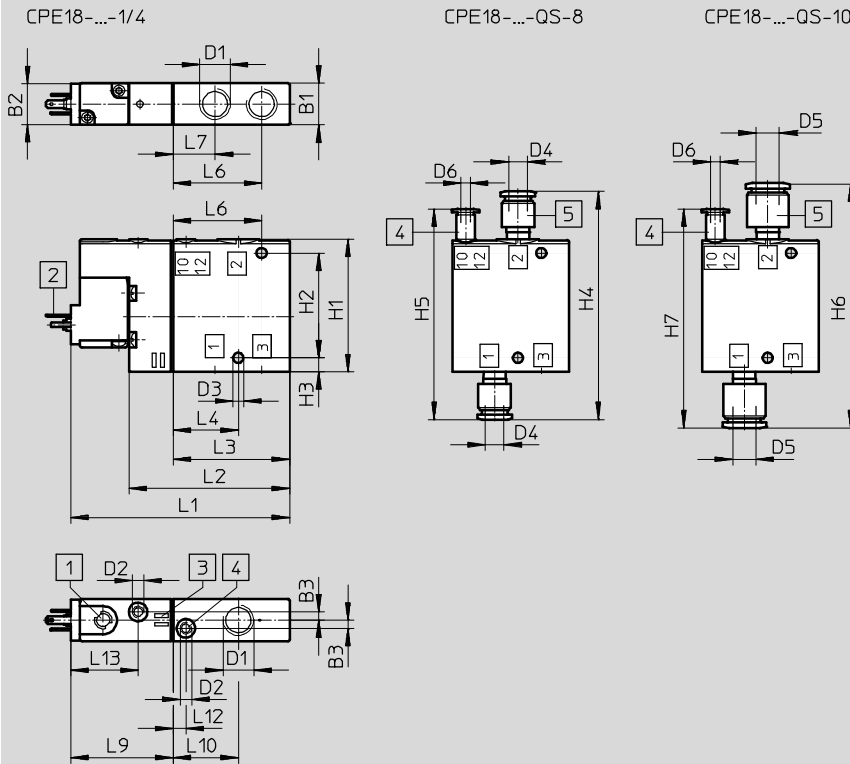 CPE18-...-1/4
CPE18-...-QS-8
CPE18-...-QS-10
D1
B2
B1
L7
L6
D4
D6
5
4
D5
D6
5
4
L6
10
12
2
2
H2
H1
1
3
D3
H3
L4
L3
L2
L1
10
12
2
1
3
H5
H4
D4
10
12
2
1
3
H7
H6
D5
1
D2
3
4
B3
B3
L13
D1
D2
L12
L9
L10